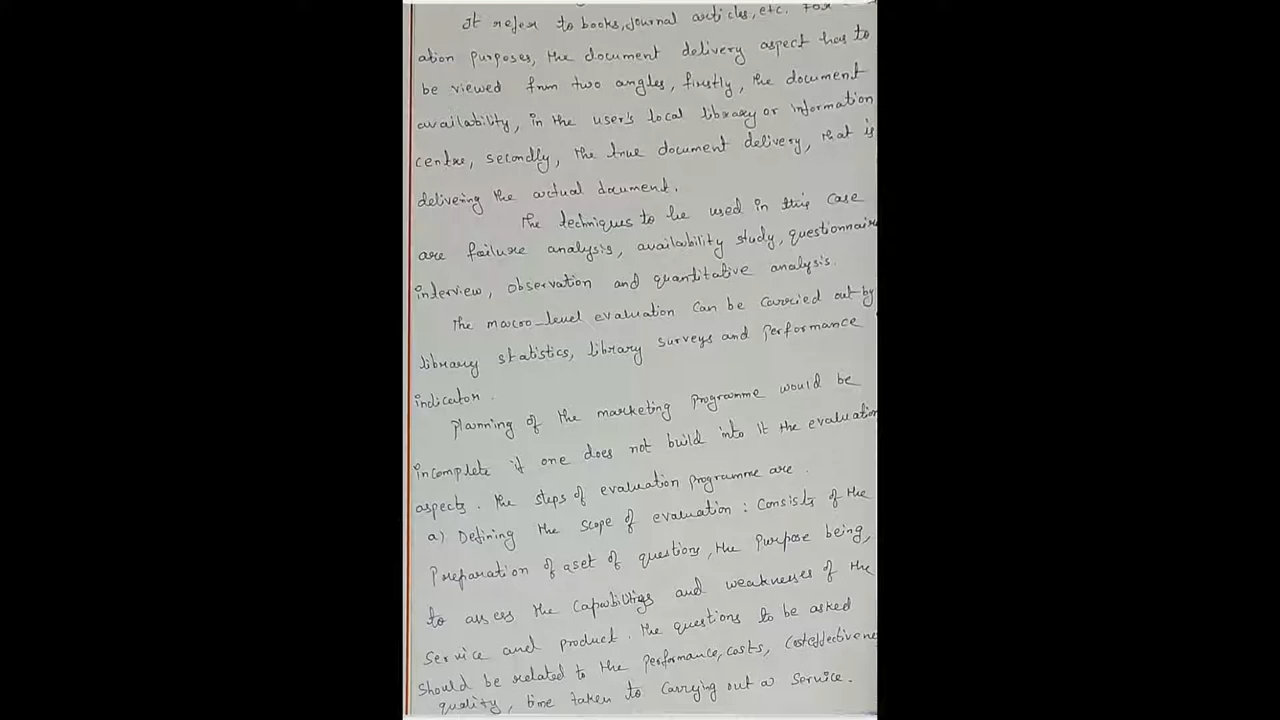 It refer to books, journal articles, etc. For
ation purposes, the document delivery aspect has to
be viewed from two angles, firstly, the document
availability, in the user's local library or information
centre, secondly, the true document delivery, that is
delivering the actual document.
The techniques to be used in this case
are failure analysis, availability study, questionnaire
interview, observation and quantitative analysis.
The macro-level evaluation can be carried out by
library statistics, library surveys and performance
indicator.
Planning of the marketing programme would be
incomplete if one does not build into it the evaluation
aspects. The steps of evaluation programme are.
a) Defining the scope of evaluation : Consists of the
preparation of a set of questions, the purpose being,
to assess the capabilities and weaknesses of the
service and product. The questions to be asked
should be related to the performance, costs, cost effectivene
quality, time taken to carrying out a service.